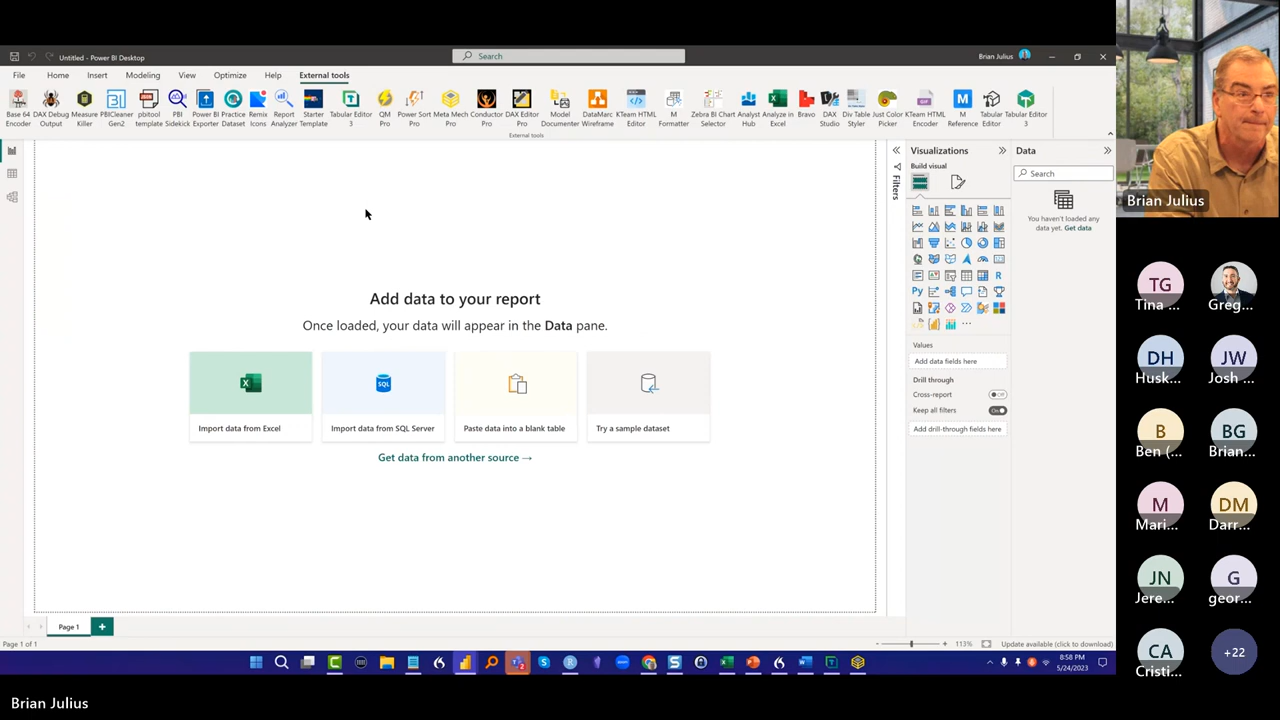 Untitled - Power BI Desktop
Search
Brian Julius
File Home Insert Modeling View Optimize Help External tools
Base 64 Encoder
DAX Debug Output
Measure Killer
PBICleaner Gen2
pbitool template
PBI Sidekick
Power BI Exporter
Practice Dataset
Remix Icons
Report Analyzer
Starter Template
Tabular Editor 3
QM Pro
Power Sort Pro
Meta Mech Pro
Conductor Pro
DAX Editor Pro
Model Documenter
DataMarc Wireframe
KTeam HTML Editor
M Formatter
Zebra BI Chart Selector
Analyst Hub
Analyze in Excel
Bravo
DAX Studio
Div Table Styler
Just Color Picker
KTeam HTML Encoder
M Reference
Tabular Editor
Tabular Editor 3
External tools
Filters
Visualizations
Build visual
Values
Add data fields here
Drill through
Cross-report
Off
Keep all filters
On
Add drill-through fields here
Data
Search
You haven't loaded any
data yet. Get data
Add data to your report
Once loaded, your data will appear in the Data pane.
SQL
Import data from Excel
Import data from SQL Server
Paste data into a blank table
Try a sample dataset
Get data from another source →
Page 1
Page 1 of 1
113%
Update available (click to download)
8:58 PM
5/24/2023
Brian Julius
TG
Tina ...
Greg...
DH
Husk...
JW
Josh ...
B
Ben (...
BG
Brian...
M
Mari...
DM
Darr...
JN
Jere...
G
geor...
CA
Cristi...
+22
Brian Julius